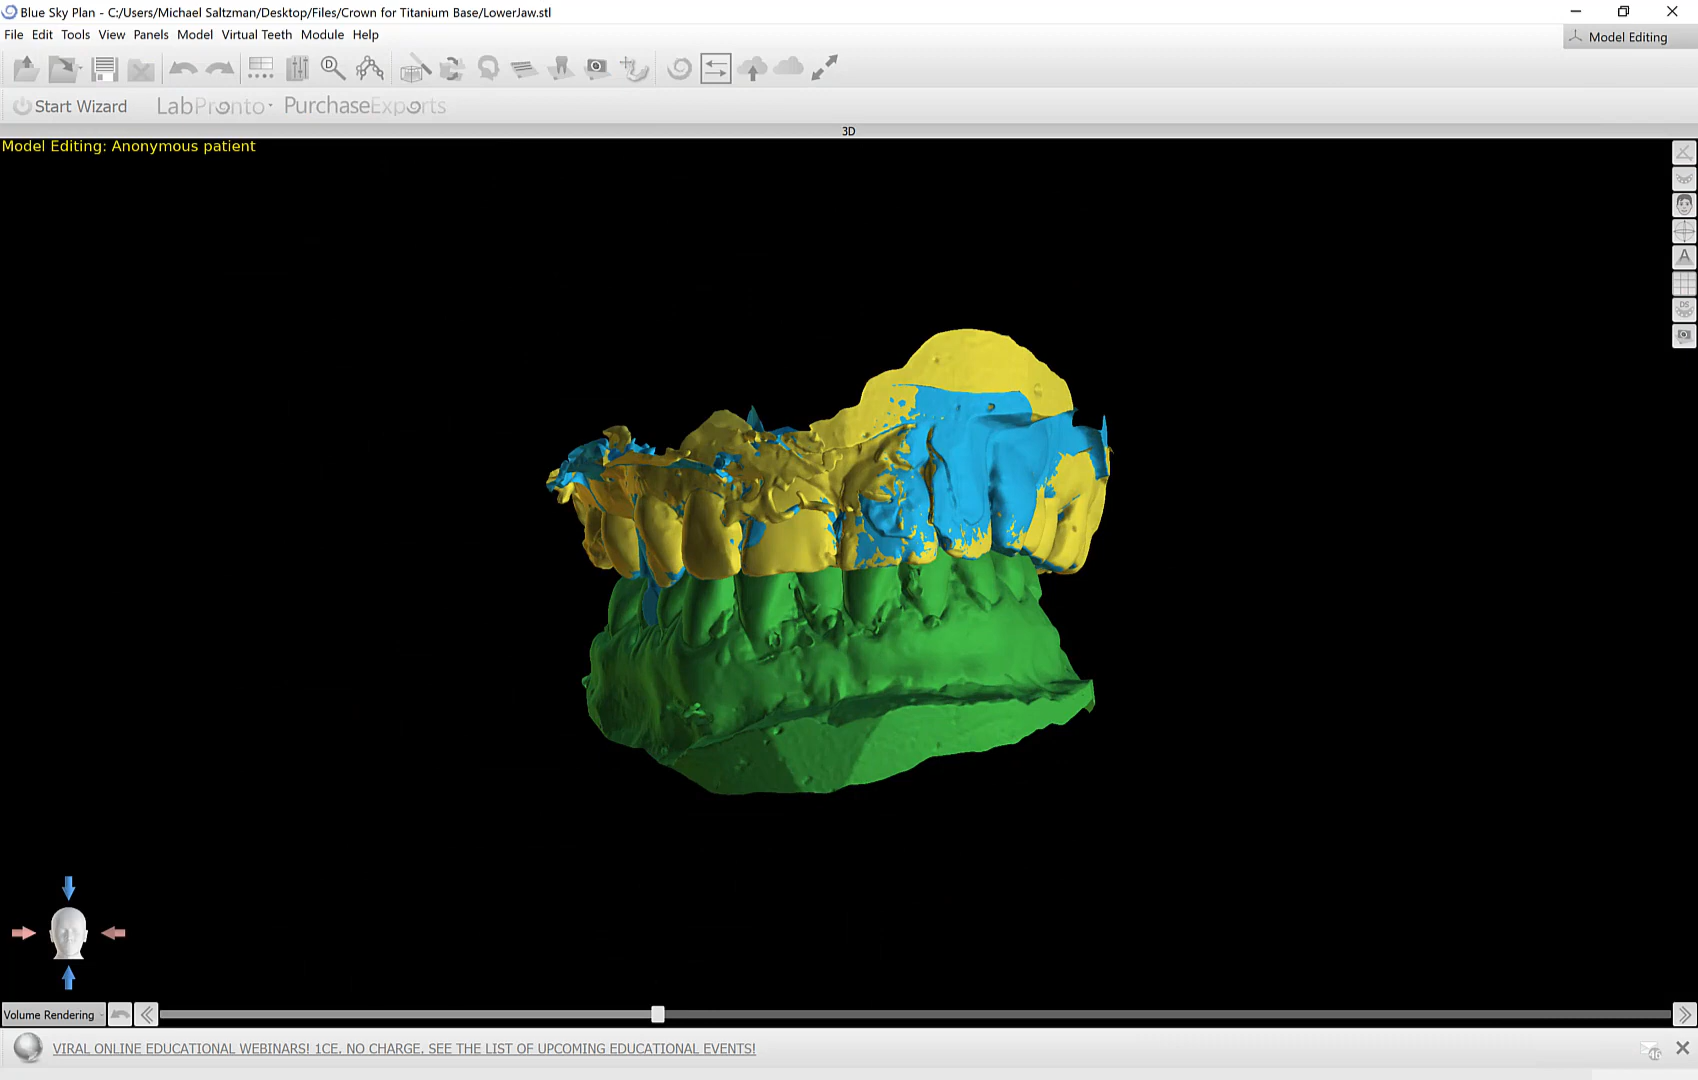 Blue Sky Plan - C:/Users/Michael Saltzman/Desktop/Files/Crown for Titanium Base/LowerJaw.stl
File Edit Tools View Panels Model Virtual Teeth Module Help
Model Editing
Start Wizard LabPronto PurchaseExports
3D
Model Editing: Anonymous patient
A
DS
Volume Rendering
VIRAL ONLINE EDUCATIONAL WEBINARS! 1CE. NO CHARGE. SEE THE LIST OF UPCOMING EDUCATIONAL EVENTS!